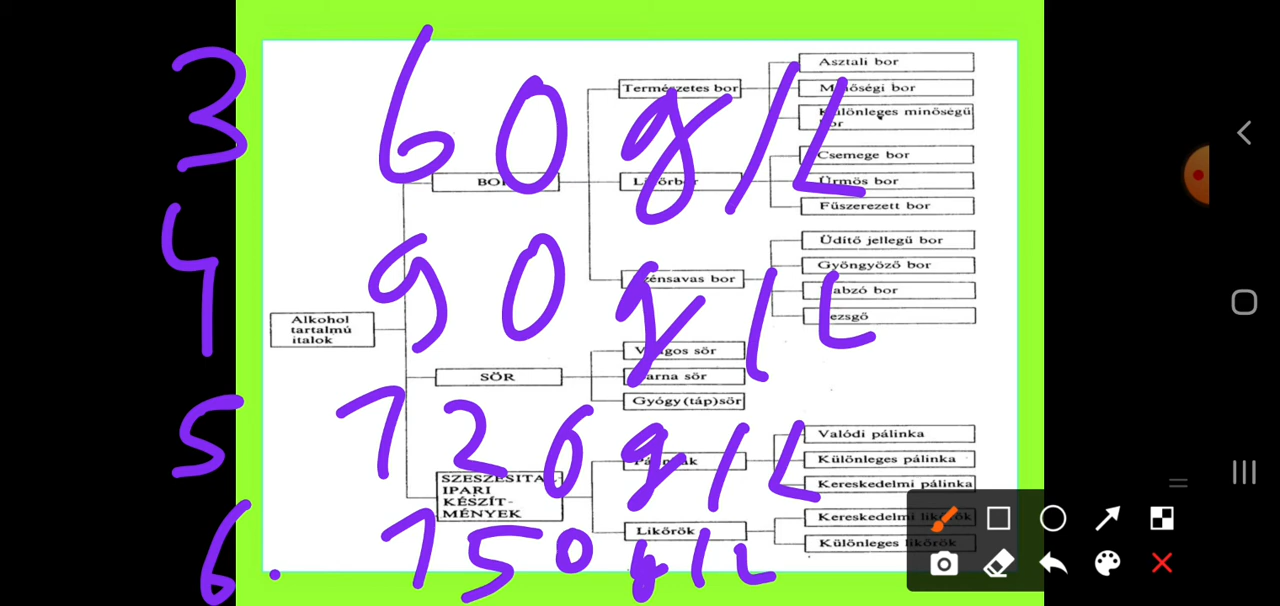 3 60 g/L
4 90 g/L
5 120 g/L
6. 150 g/L
Alkohol
tartalmú
italok
BOR
Természetes bor
Asztali bor
Minőségi bor
Különleges minőségű
bor
Likőrbor
Csemege bor
Ürmös bor
Fűszerezett bor
Szénsavas bor
Üdítő jellegű bor
Gyöngyöző bor
Habzó bor
Pezsgő
SÖR
Világos sör
Barna sör
Gyógy(táp)sör
SZESZESITAL-
IPARI
KÉSZÍT-
MÉNYEK
Pálinkák
Valódi pálinka
Különleges pálinka
Kereskedelmi pálinka
Likőrök
Kereskedelmi likőrök
Különleges likőrök